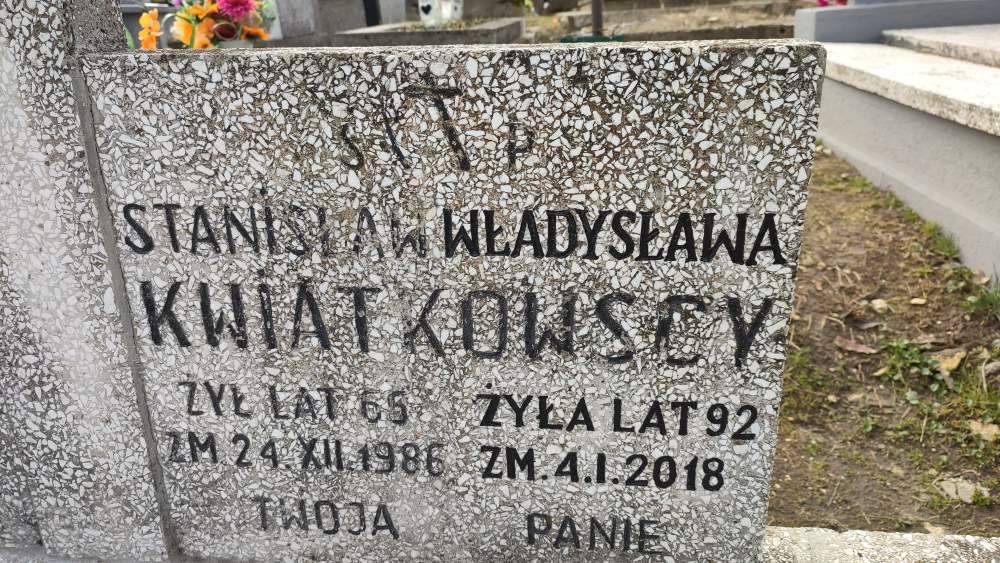 Ś P
STANISŁAW WŁADYSŁAWA
KWIATKOWSCY
ŻYŁ LAT 65 ŻYŁA LAT 92
ZM 24.XII.1986 ZM.4.I.2018
TWOJA PANIE